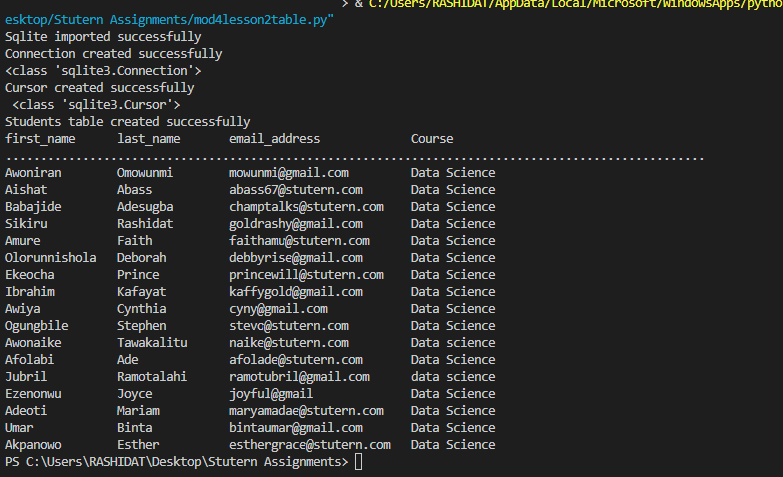 > & C:/Users/RASHIDAT/AppData/Local/Microsoft/WindowsApps/pytho
esktop/Stutern Assignments/mod4lesson2table.py"
Sqlite imported successfully
Connection created successfully
<class 'sqlite3.Connection'>
Cursor created successfully
<class 'sqlite3.Cursor'>
Students table created successfully
first_name last_name email_address Course
....................................................................................................
Awoniran Omowunmi mowunmi@gmail.com Data Science
Aishat Abass abass67@stutern.com Data Science
Babajide Adesugba champtalks@stutern.com Data Science
Sikiru Rashidat goldrashy@gmail.com Data Science
Amure Faith faithamu@stutern.com Data Science
Olorunnishola Deborah debbyrise@gmail.com Data Science
Ekeocha Prince princewill@stutern.com Data Science
Ibrahim Kafayat kaffygold@gmail.com Data Science
Awiya Cynthia cyny@gmail.com Data Science
Ogungbile Stephen stevc@stutern.com Data Science
Awonaike Tawakalitu naike@stutern.com Data Science
Afolabi Ade afolade@stutern.com Data Science
Jubril Ramotalahi ramotubril@gmail.com data science
Ezenonwu Joyce joyful@gmail Data Science
Adeoti Mariam maryamadae@stutern.com Data Science
Umar Binta bintaumar@gmail.com Data Science
Akpanowo Esther esthergrace@stutern.com Data Science
PS C:\Users\RASHIDAT\Desktop\Stutern Assignments>